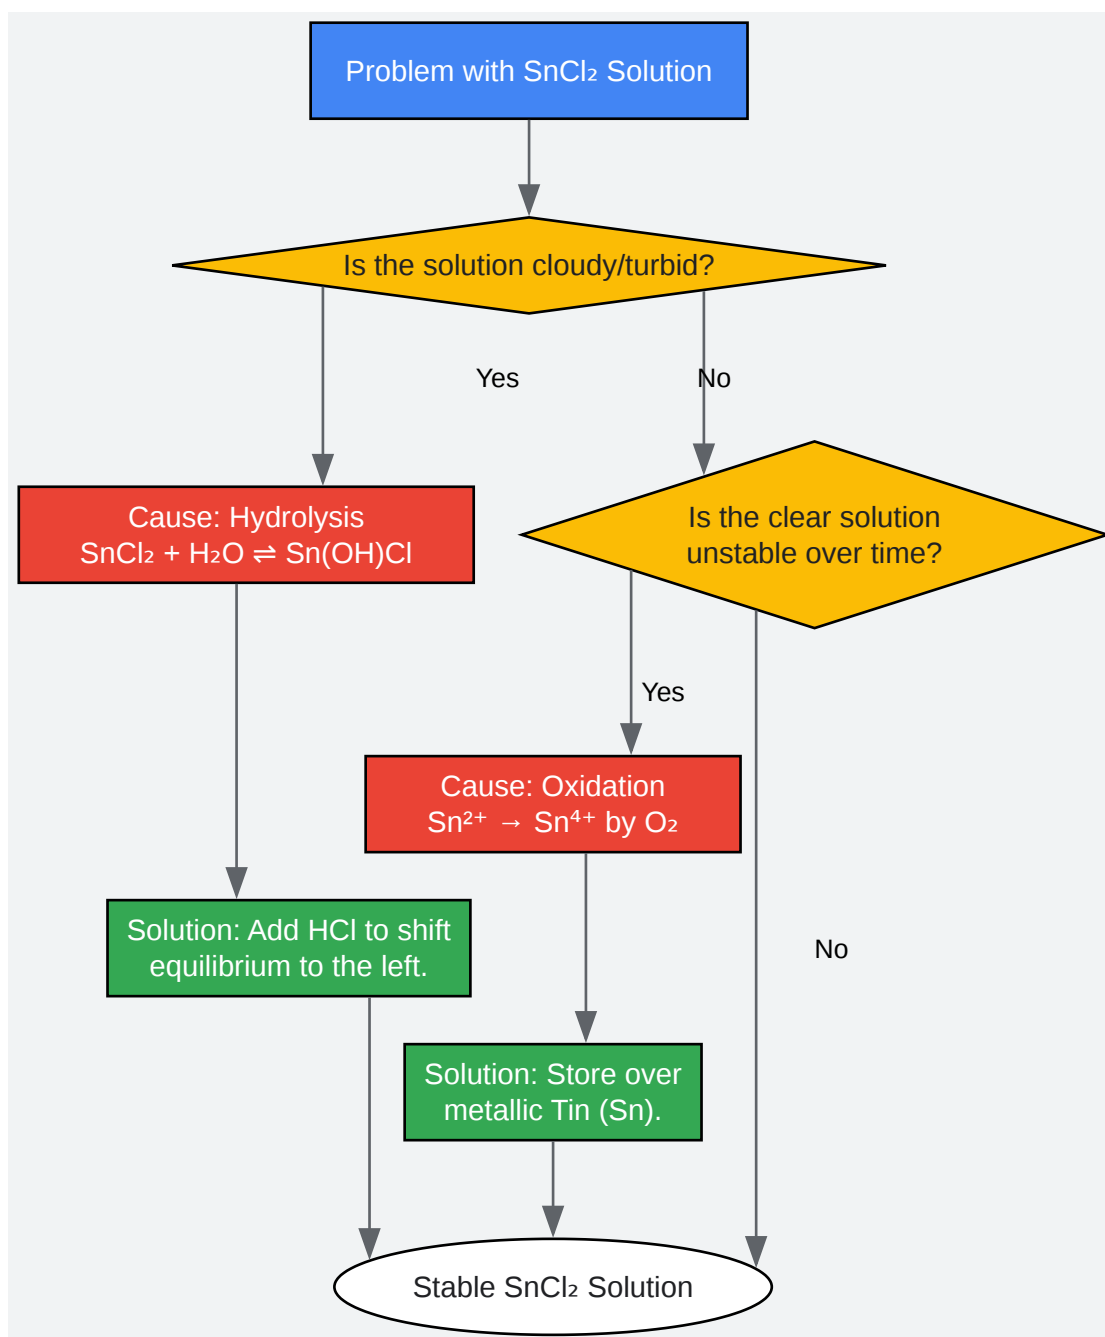 Problem with SnCl₂ Solution
Is the solution cloudy/turbid?
Yes
No
Cause: Hydrolysis
SnCl₂ + H₂O ⇌ Sn(OH)Cl
Is the clear solution
unstable over time?
Yes
Cause: Oxidation
Sn²⁺ → Sn⁴⁺ by O₂
Solution: Add HCl to shift
equilibrium to the left.
No
Solution: Store over
metallic Tin (Sn).
Stable SnCl₂ Solution